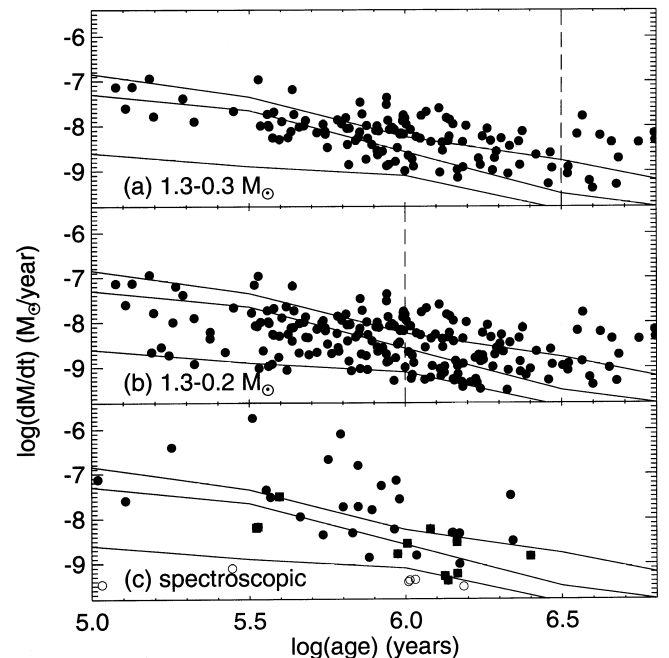 -6
-7
-8
-9
(a) 1.3-0.3 M⊙
-6
-7
-8
-9
(b) 1.3-0.2 M⊙
-6
-7
-8
-9
(c) spectroscopic
log(dM/dt) (M⊙/year)
5.0 5.5 6.0 6.5
log(age) (years)